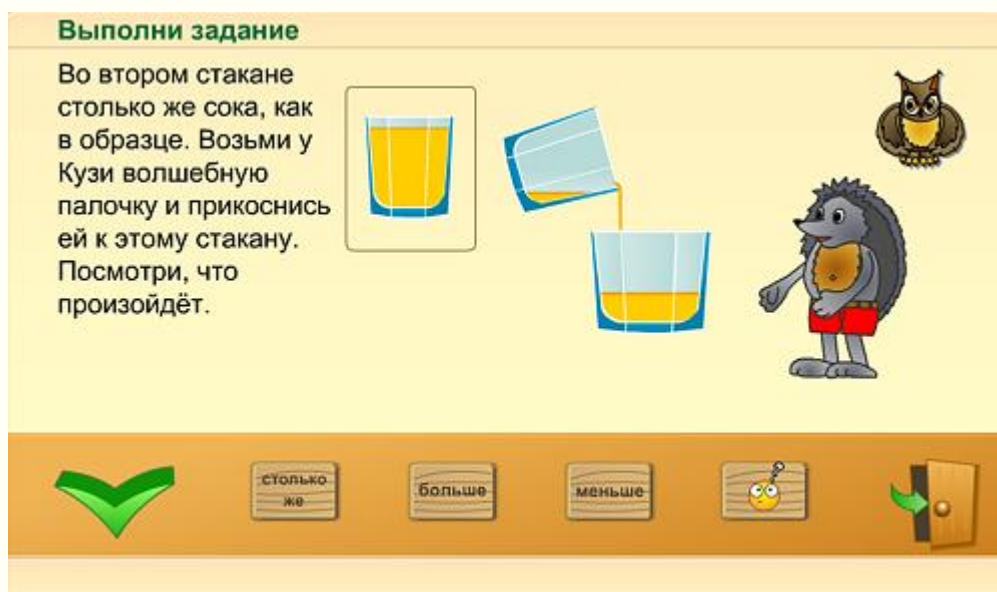 Выполни задание
Во втором стакане
столько же сока, как
в образце. Возьми у
Кузи волшебную
палочку и прикоснись
ей к этому стакану.
Посмотри, что
произойдёт.
столько
же
больше
меньше